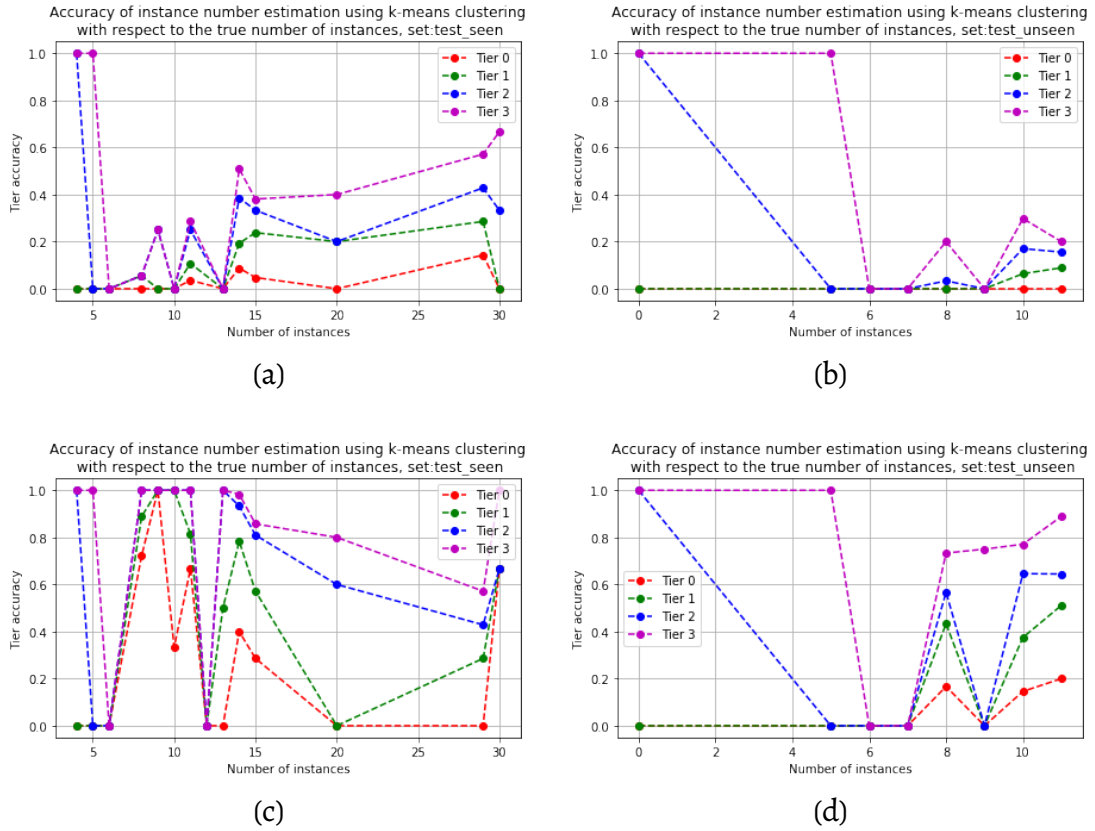 Accuracy of instance number estimation using k-means clustering
with respect to the true number of instances, set:test_seen
1.0
0.8
0.6
0.4
0.2
0.0
Tier accuracy
Tier 0
Tier 1
Tier 2
Tier 3
5
10
15
20
25
30
Number of instances
(a)
Accuracy of instance number estimation using k-means clustering
with respect to the true number of instances, set:test_unseen
1.0
0.8
0.6
0.4
0.2
0.0
Tier accuracy
Tier 0
Tier 1
Tier 2
Tier 3
0
2
4
6
8
10
Number of instances
(b)
Accuracy of instance number estimation using k-means clustering
with respect to the true number of instances, set:test_seen
1.0
0.8
0.6
0.4
0.2
0.0
Tier accuracy
Tier 0
Tier 1
Tier 2
Tier 3
5
10
15
20
25
30
Number of instances
(c)
Accuracy of instance number estimation using k-means clustering
with respect to the true number of instances, set:test_unseen
1.0
0.8
0.6
0.4
0.2
0.0
Tier accuracy
Tier 0
Tier 1
Tier 2
Tier 3
0
2
4
6
8
10
Number of instances
(d)